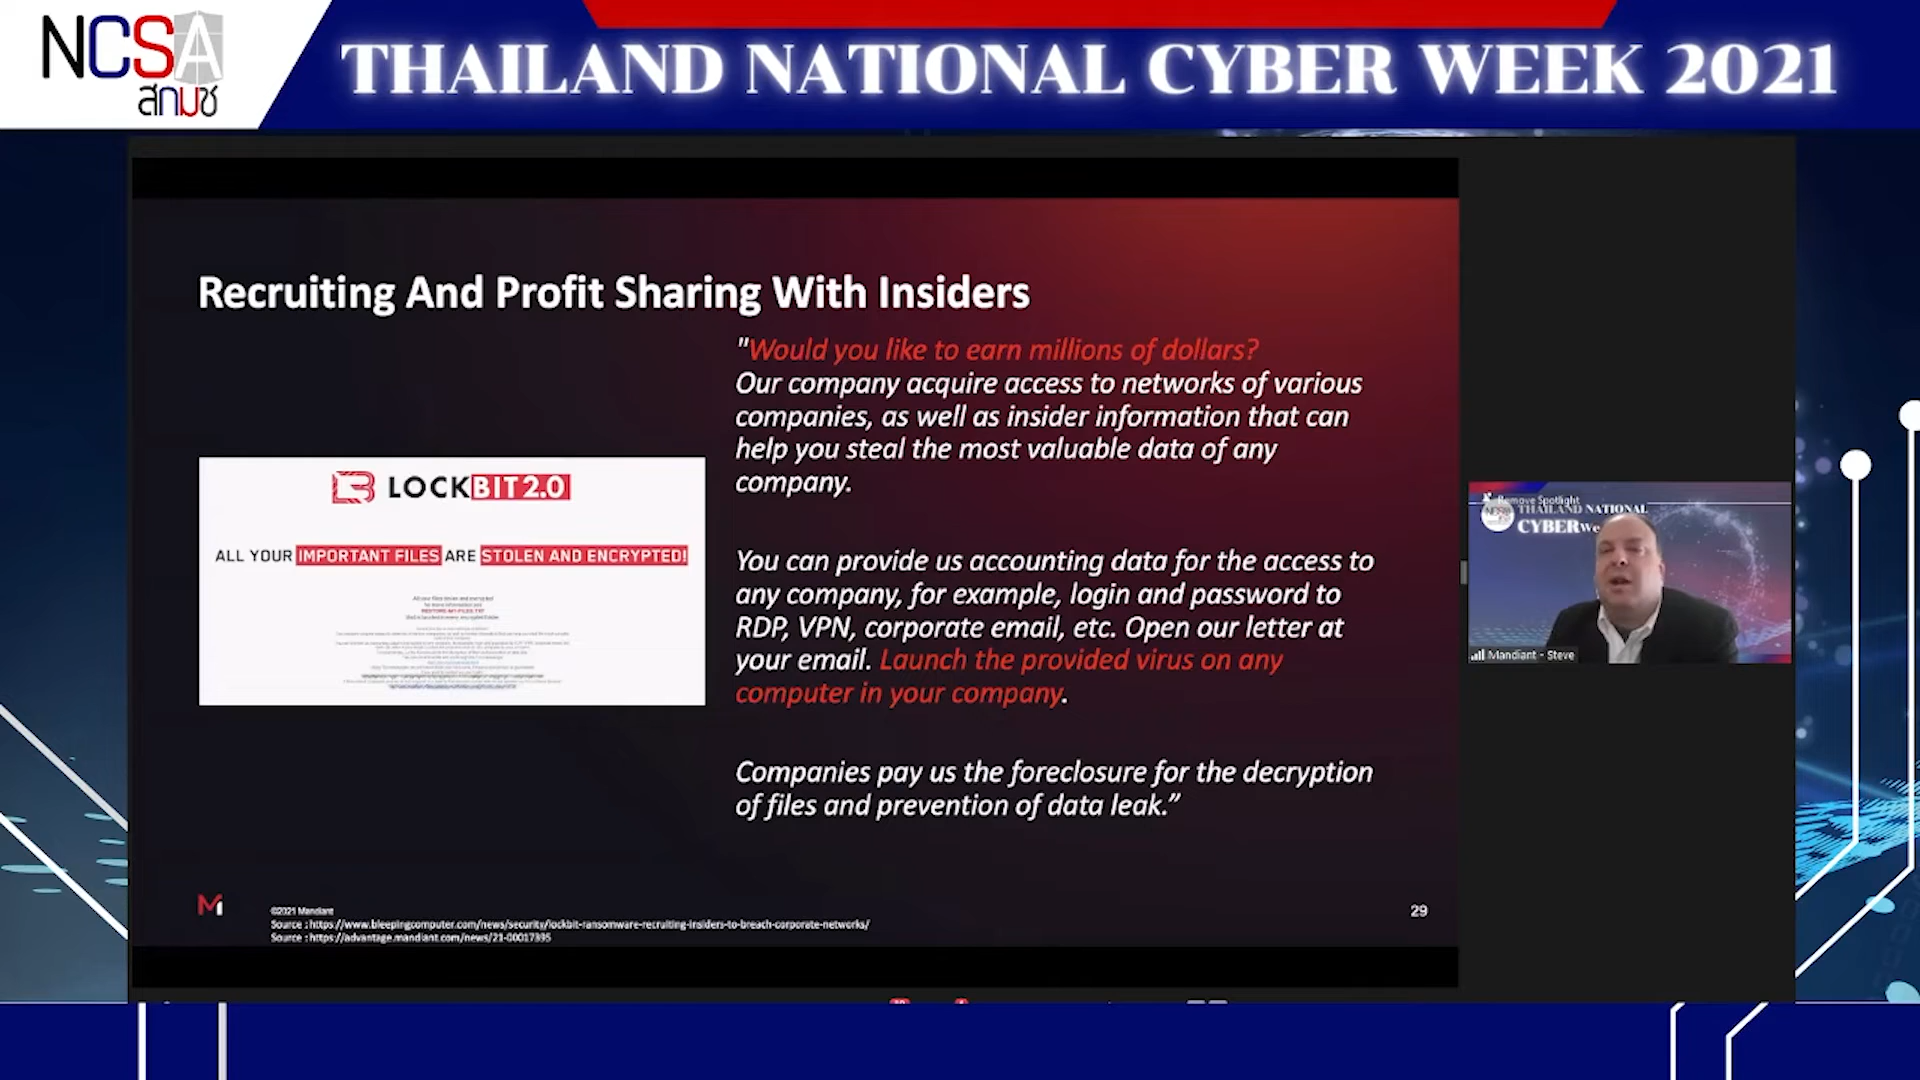 NCSA
สกมช
THAILAND NATIONAL CYBER WEEK 2021
Recruiting And Profit Sharing With Insiders
"Would you like to earn millions of dollars?
Our company acquire access to networks of various
companies, as well as insider information that can
help you steal the most valuable data of any
company.
You can provide us accounting data for the access to
any company, for example, login and password to
RDP, VPN, corporate email, etc. Open our letter at
your email. Launch the provided virus on any
computer in your company.
Companies pay us the foreclosure for the decryption
of files and prevention of data leak.”
LOCKBIT 2.0
ALL YOUR IMPORTANT FILES ARE STOLEN AND ENCRYPTED!
©2021 Mandiant
Source : https://www.bleepingcomputer.com/news/security/lockbit-ransomware-recruiting-insiders-to-breach-corporate-networks/
Source : https://advantage.mandiant.com/news/21-00017395
29
Remove Spotlight
NCSA
THAILAND NATIONAL
CYBER We
Mandiant - Steve